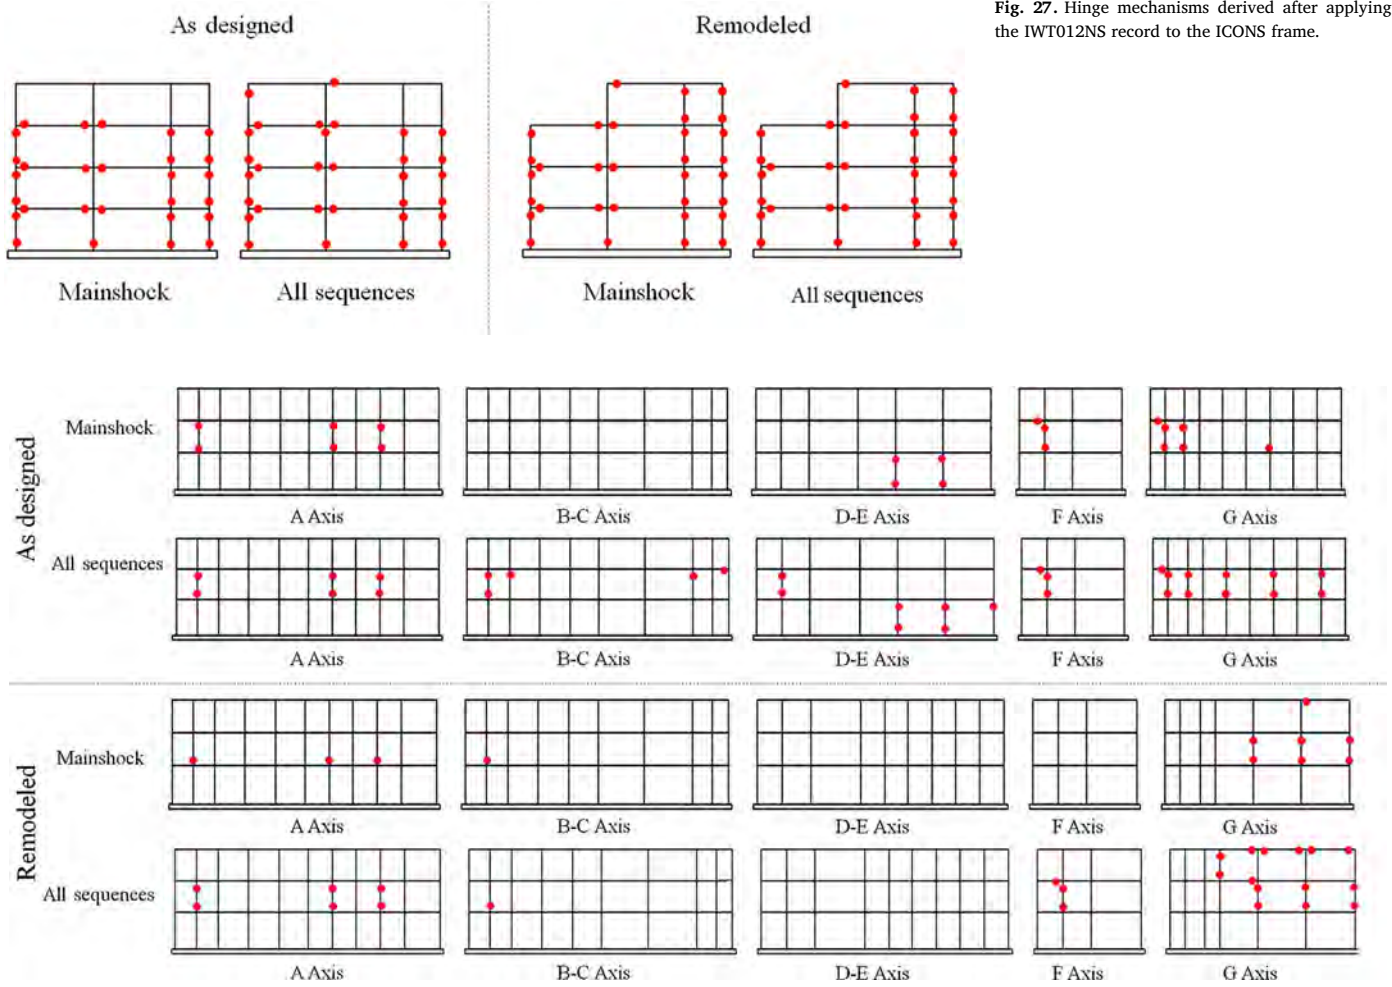 As designed
Remodeled
Fig. 27. Hinge mechanisms derived after applying
the IWT012NS record to the ICONS frame.
Mainshock
All sequences
Mainshock
All sequences
As designed
Mainshock
A Axis
B-C Axis
D-E Axis
F Axis
G Axis
All sequences
A Axis
B-C Axis
D-E Axis
F Axis
G Axis
Remodeled
Mainshock
A Axis
B-C Axis
D-E Axis
F Axis
G Axis
All sequences
A Axis
B-C Axis
D-E Axis
F Axis
G Axis